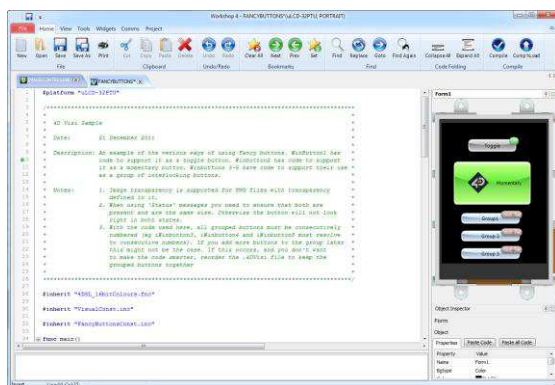 Workshop 4 - FANCYBUTTONS*(uLCD-32PTU, PORTRAIT)
File Home View Tools Widgets Comms Project
New Open Save Save As Print Cut Copy Paste Delete Undo Redo Clear All Next Prev Set Find Replace Goto Find Again Collapse All Expand All Compile Comp'nLoad
File Clipboard Undo/Redo Bookmarks Find Code Folding Compile
FANCYBUTTONS*
#platform "uLCD-32PTU"
4D Visi Sample
Date: 21 December 2011
Description: An example of the various ways of using Fancy buttons. WinButton1 has
code to support it as a toggle button. Winbutton2 has code to support
it as a momentary button. Winbuttons 3-5 have code to support their use
as a group of interlocking buttons.
Notes: 1. Image transparency is supported for PNG files with transparency
defined in it.
2. When using 'Status' messages you need to ensure that both are
present and are the same size. Otherwise the button will not look
right in both states.
3. With the code used here, all grouped buttons must be consecutively
numbered (eg iWinbutton3, iWinbutton4 and iWinbutton5 must resolve
to consecutive numbers). If you add more buttons to the group later
this might not be the case. If this occurs, and you don't want
to make the code smarter, reorder the .4DVisi file to keep the
grouped buttons together
#inherit "4DGL_16bitColours.fnc"
#inherit "VisualConst.inc"
#inherit "FancyButtonsConst.inc"
func main()
Form1
Toggle
Momentary
Group1
Group 2
Group 3
Object Inspector
Form
Object
Properties Paste Code Paste all Code
Property Value
Name Form1
Bgtype Color